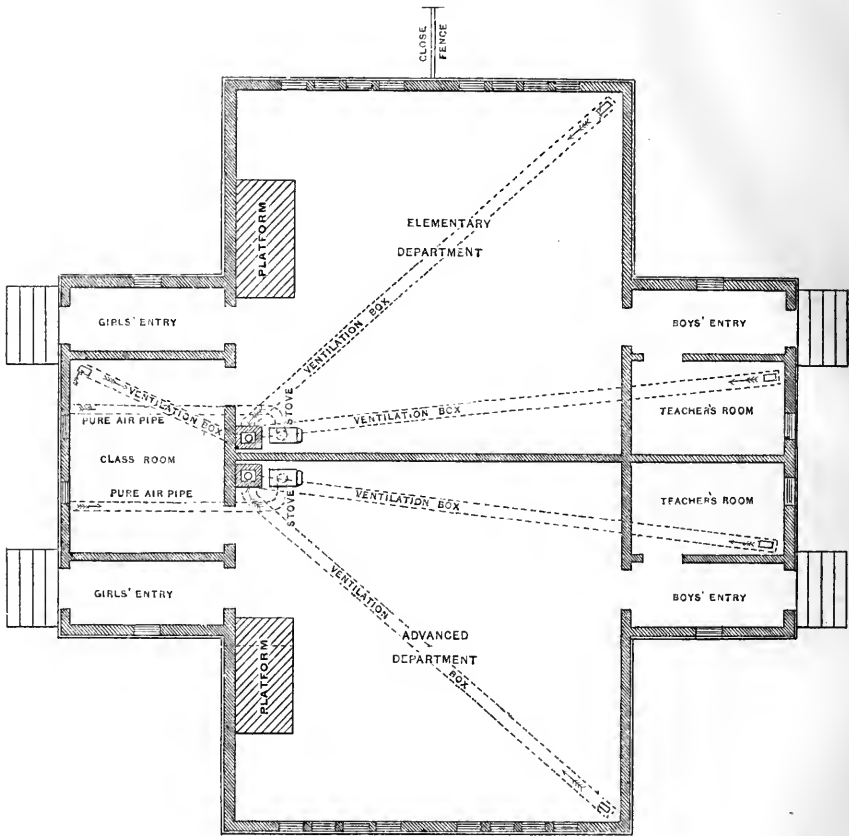 CLOSE FENCE
PLATFORM
ELEMENTARY
DEPARTMENT
VENTILATION BOX
GIRLS' ENTRY
BOYS' ENTRY
VENTILATION BOX
PURE AIR PIPE
STOVE
VENTILATION BOX
TEACHER'S ROOM
CLASS ROOM
PURE AIR PIPE
STOVE
VENTILATION BOX
TEACHER'S ROOM
GIRLS' ENTRY
VENTILATION BOX
BOYS' ENTRY
PLATFORM
ADVANCED
DEPARTMENT